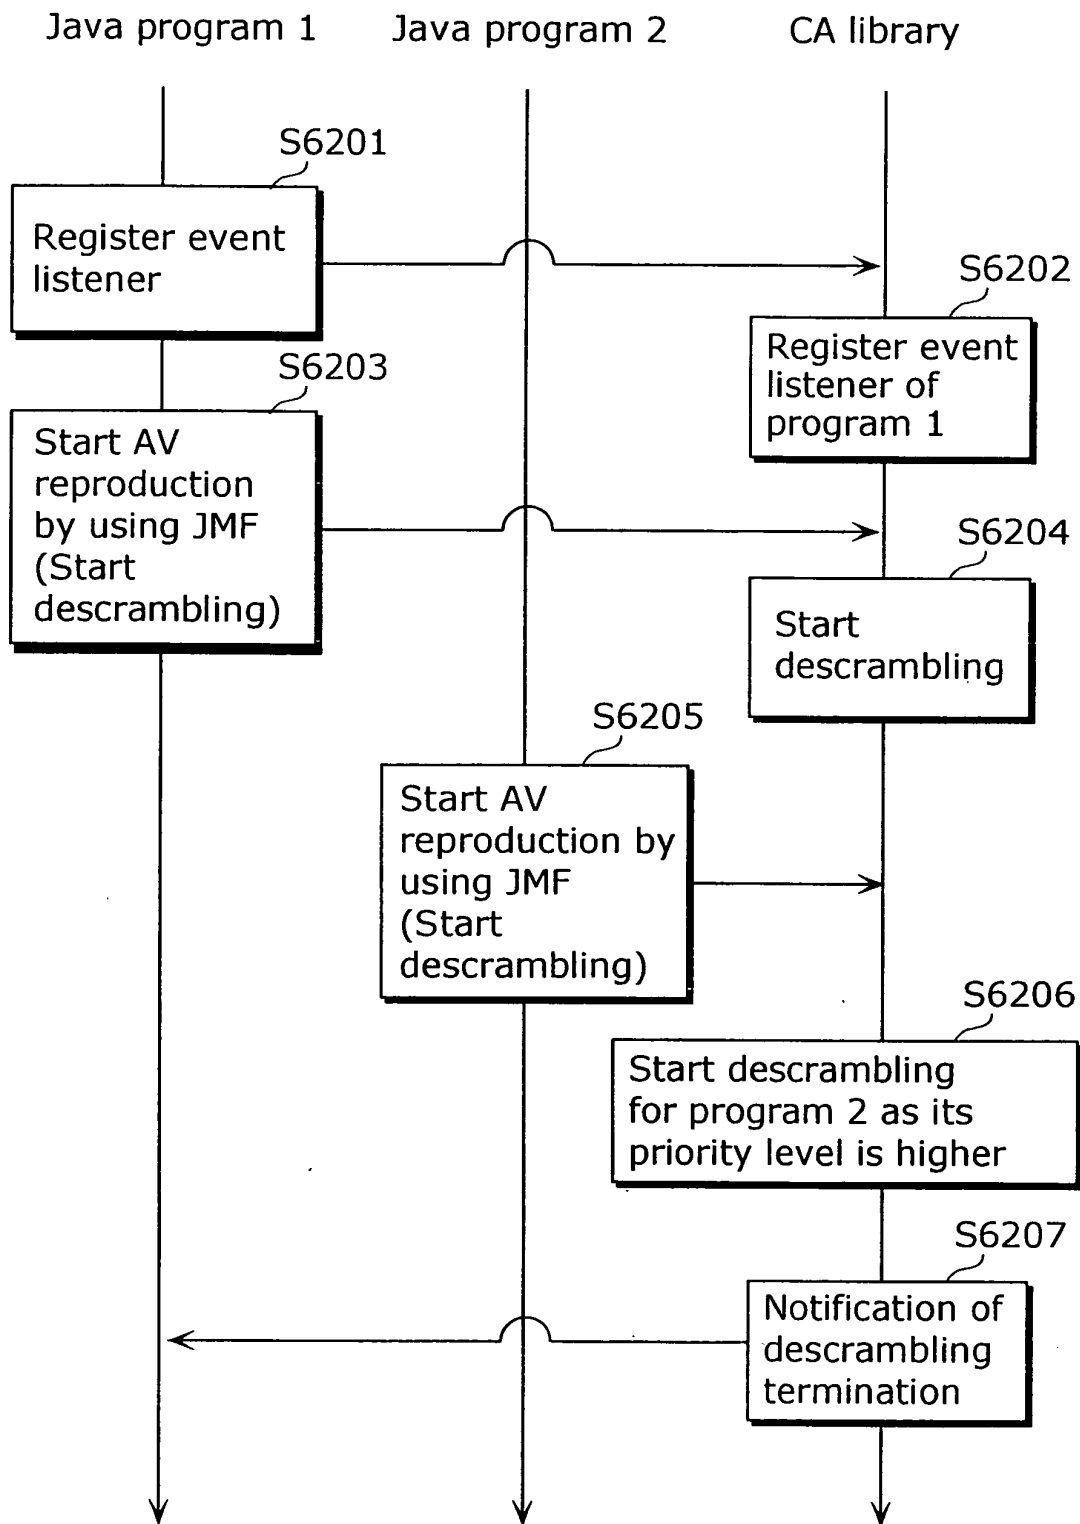 Java program 1
Java program 2
CA library
S6201
Register event
listener
S6202
Register event
listener of
program 1
S6203
Start AV
reproduction
by using JMF
(Start
descrambling)
S6204
Start
descrambling
S6205
Start AV
reproduction by
using JMF
(Start
descrambling)
S6206
Start descrambling
for program 2 as its
priority level is higher
S6207
Notification of
descrambling
termination